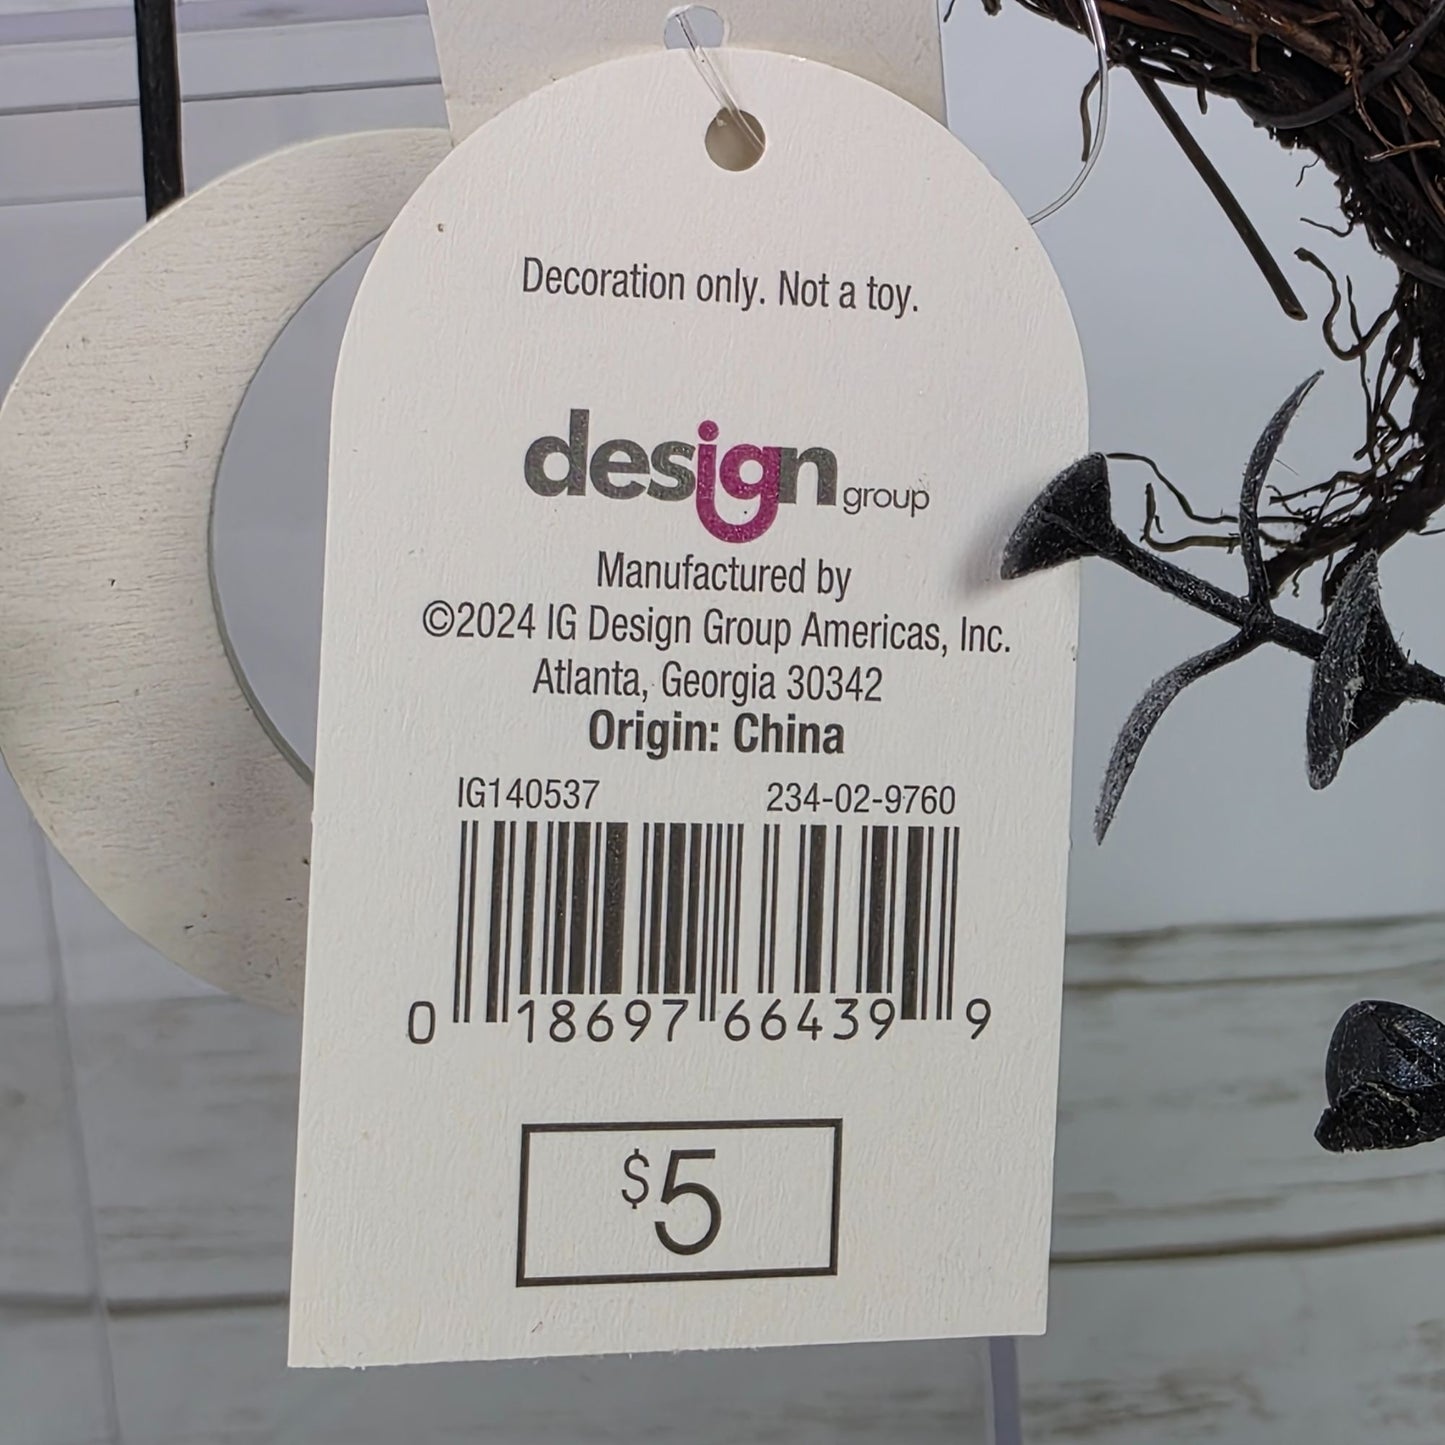 Decoration only. Not a toy.
design group
Manufactured by
©2024 IG Design Group Americas, Inc.
Atlanta, Georgia 30342
Origin: China
IG140537 234-02-9760
0 18697 66439 9
$5